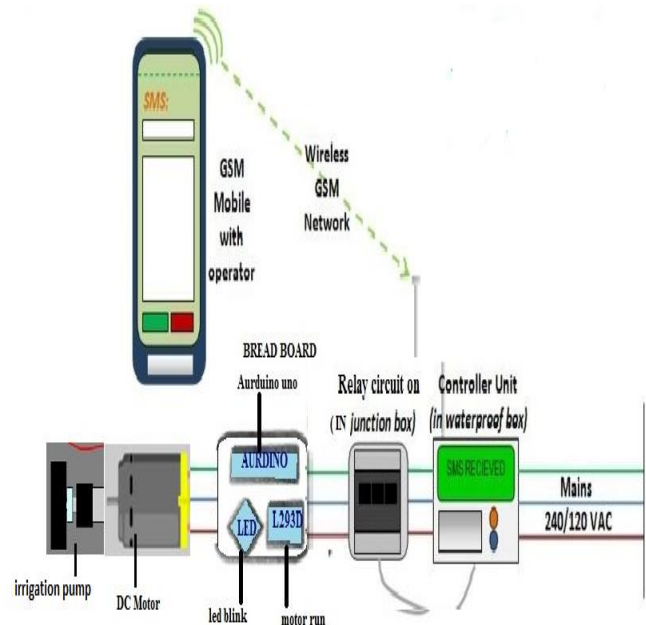 SMS:
GSM
Mobile
with
operator
Wireless
GSM
Network
BREAD BOARD
Aurduino uno
Relay circuit on
(IN junction box)
Controller Unit
(in waterproof box)
AURDINO
LED
L293D
SMS RECIEVED
Mains
240/120 VAC
irrigation pump
DC Motor
led blink
motor run